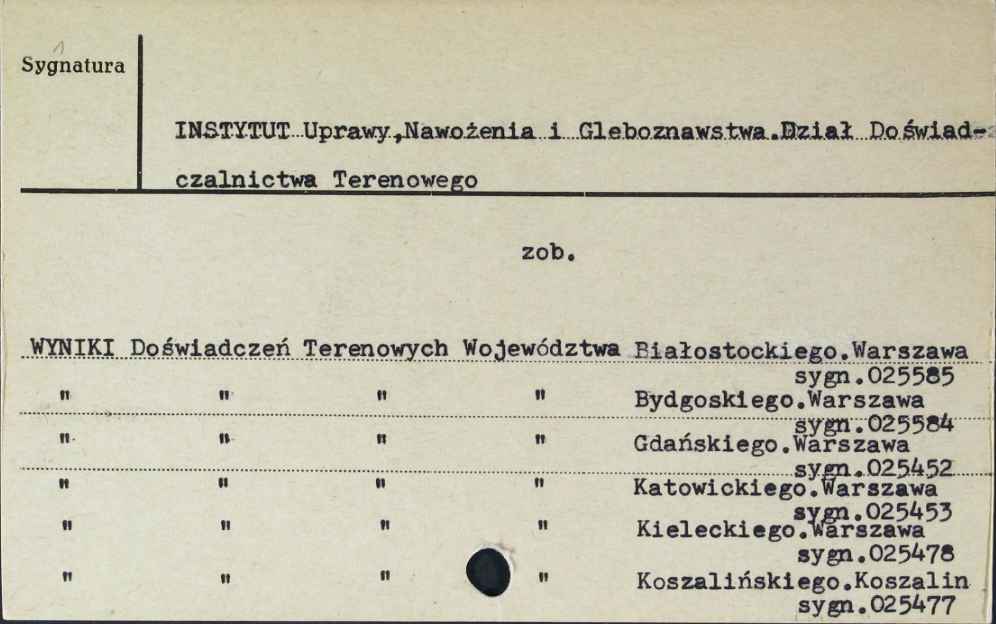 Sygnatura
INSTYTUT Uprawy,Nawożenia i Gleboznawstwa.Dział Doświad-
czalnictwa Terenowego
zob.
WYNIKI Doświadczeń Terenowych Województwa Białostockiego.Warszawa
sygn.025585
" " " " Bydgoskiego.Warszawa
sygn.025584
" " " " Gdańskiego.Warszawa
sygn.025452
" " " " Katowickiego.Warszawa
sygn.025453
" " " " Kieleckiego.Warszawa
sygn.025478
" " " " Koszalińskiego.Koszalin
sygn.025477